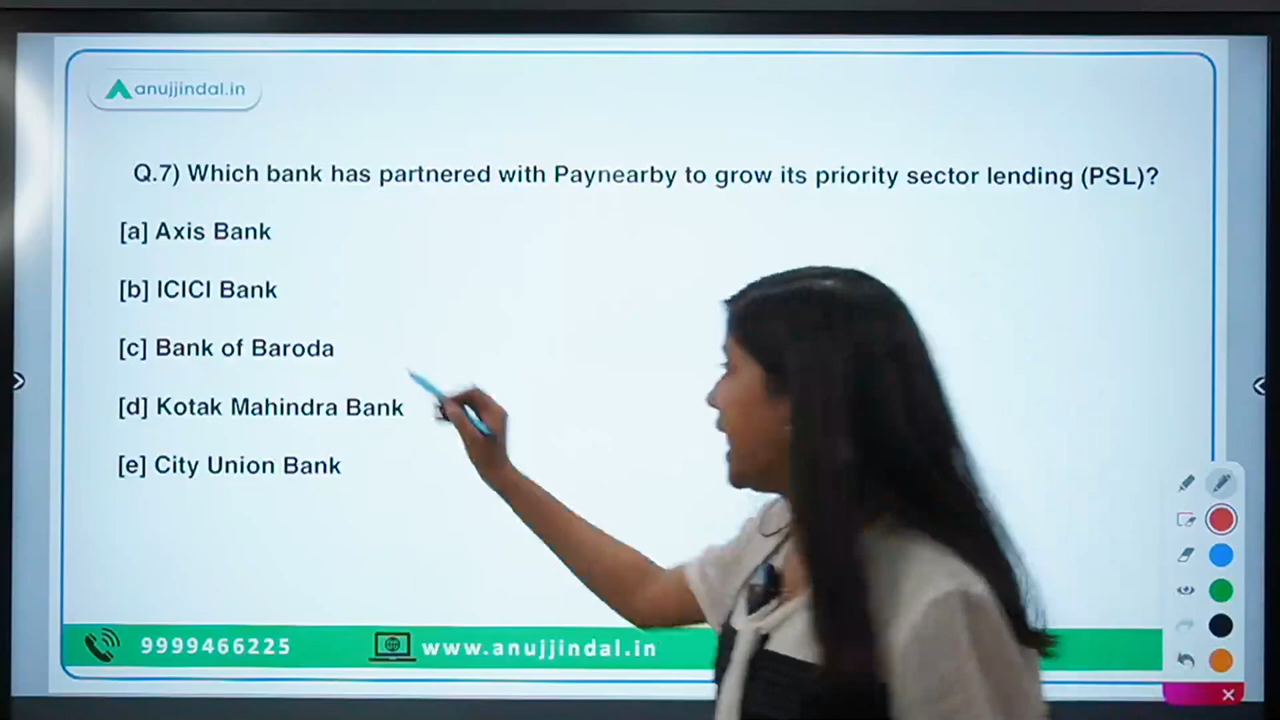 anujjindal.in
Q.7) Which bank has partnered with Paynearby to grow its priority sector lending (PSL)?
[a] Axis Bank
[b] ICICI Bank
[c] Bank of Baroda
[d] Kotak Mahindra Bank
[e] City Union Bank
9999466225 www.anujjindal.in